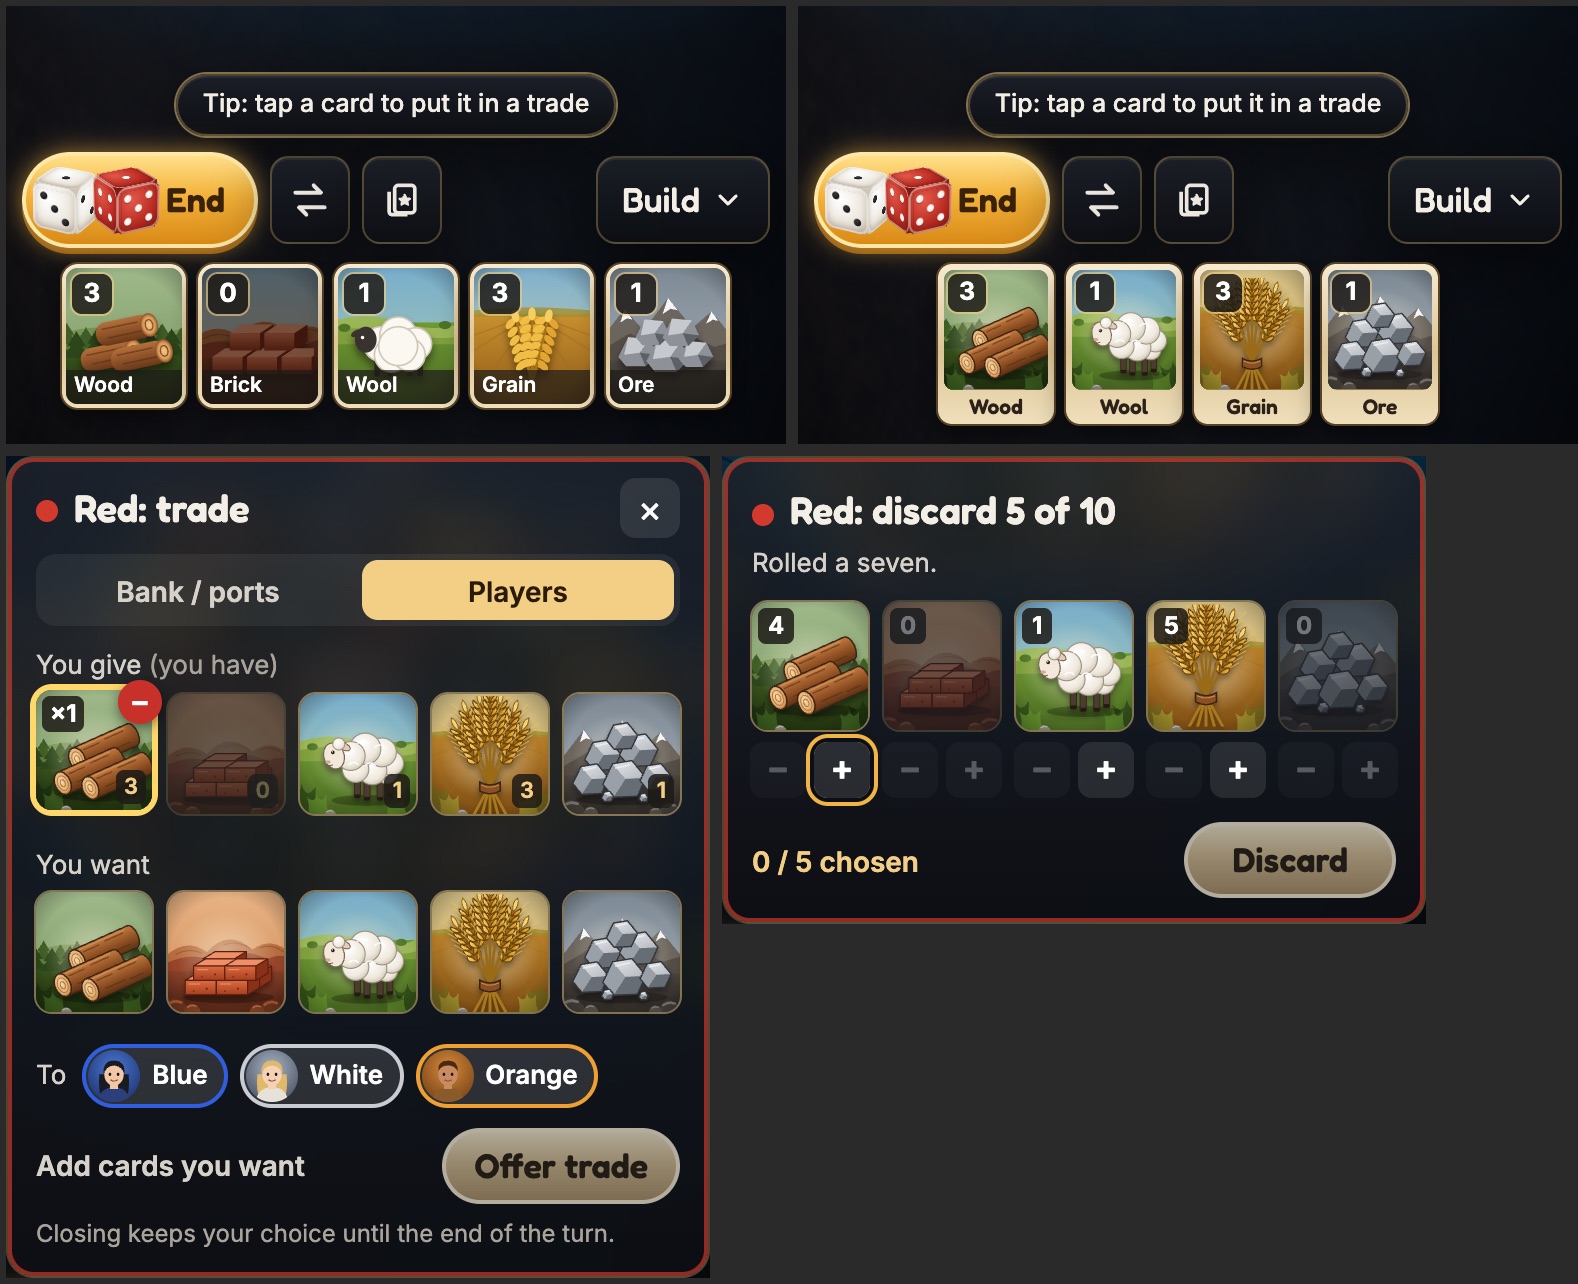 Tip: tap a card to put it in a trade
End
Build
3
0
1
3
1
Wood
Brick
Wool
Grain
Ore
Tip: tap a card to put it in a trade
End
Build
3
1
3
1
Wood
Wool
Grain
Ore
Red: trade
×
Bank / ports
Players
You give (you have)
×1
−
3
0
1
3
1
You want
To
Blue
White
Orange
Add cards you want
Offer trade
Closing keeps your choice until the end of the turn.
Red: discard 5 of 10
Rolled a seven.
4
0
1
5
0
− + − + − + − + − +
0 / 5 chosen
Discard